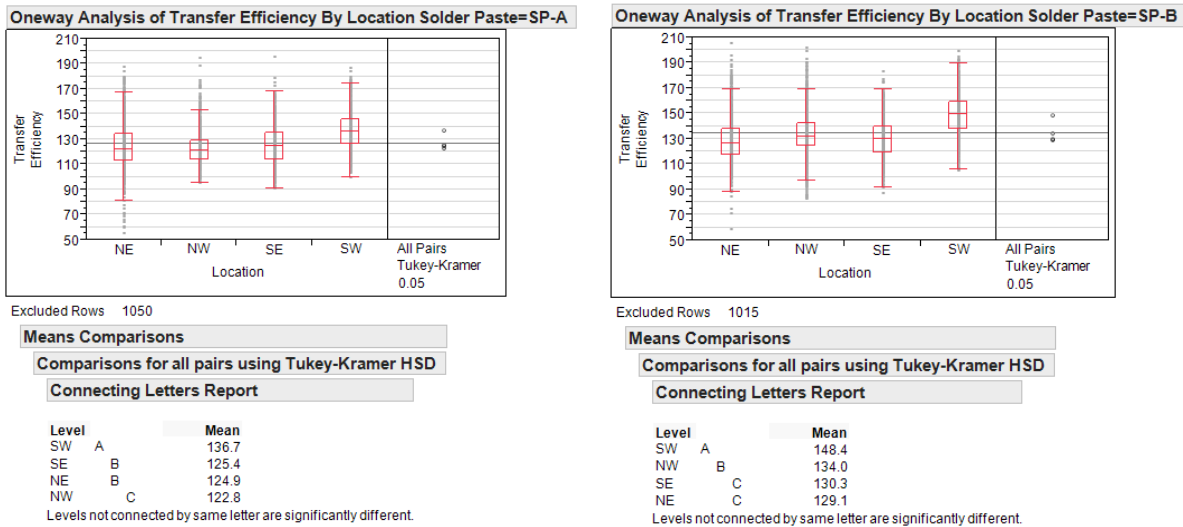 Oneway Analysis of Transfer Efficiency By Location Solder Paste=SP-A
210
190
170
150
130
110
90
70
50
Transfer
Efficiency
NE NW SE SW
Location
All Pairs
Tukey-Kramer
0.05
Excluded Rows 1050
Means Comparisons
Comparisons for all pairs using Tukey-Kramer HSD
Connecting Letters Report
Level Mean
SW A 136.7
SE B 125.4
NE B 124.9
NW C 122.8
Levels not connected by same letter are significantly different.
Oneway Analysis of Transfer Efficiency By Location Solder Paste=SP-B
210
190
170
150
130
110
90
70
50
Transfer
Efficiency
NE NW SE SW
Location
All Pairs
Tukey-Kramer
0.05
Excluded Rows 1015
Means Comparisons
Comparisons for all pairs using Tukey-Kramer HSD
Connecting Letters Report
Level Mean
SW A 148.4
NW B 134.0
SE C 130.3
NE C 129.1
Levels not connected by same letter are significantly different.